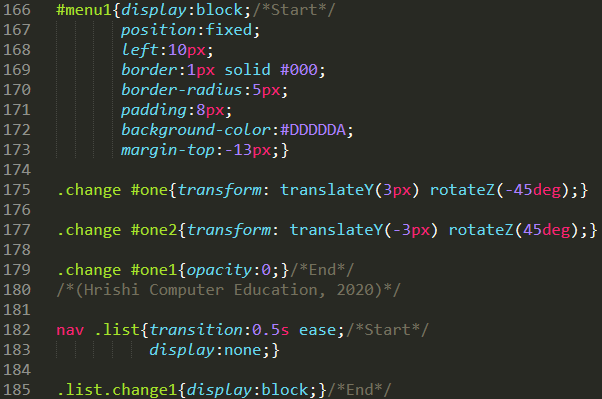 166 #menu1{display:block;/*Start*/
167 position:fixed;
168 left:10px;
169 border:1px solid #000;
170 border-radius:5px;
171 padding:8px;
172 background-color:#DDDDDA;
173 margin-top:-13px;}
174
175 .change #one{transform: translateY(3px) rotateZ(-45deg);}
176
177 .change #one2{transform: translateY(-3px) rotateZ(45deg);}
178
179 .change #one1{opacity:0;}/*End*/
180 /*(Hrishi Computer Education, 2020)*/
181
182 nav .list{transition:0.5s ease;/*Start*/
183 display:none;}
184
185 .list.change1{display:block;}/*End*/